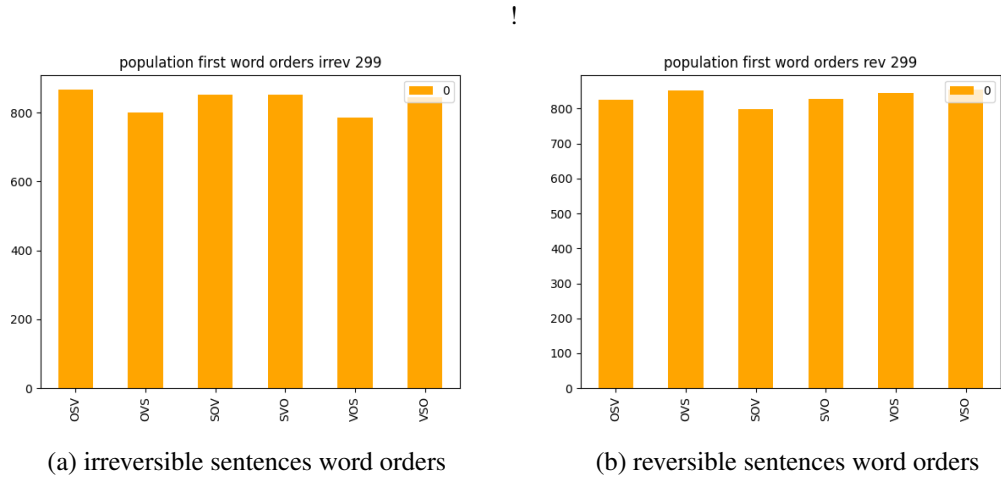 !
population first word orders irrev 299
0
800
600
400
200
0
OSV OVS SOV SVO VOS VSO
(a) irreversible sentences word orders
population first word orders rev 299
0
800
700
600
500
400
300
200
100
0
OSV OVS SOV SVO VOS VSO
(b) reversible sentences word orders